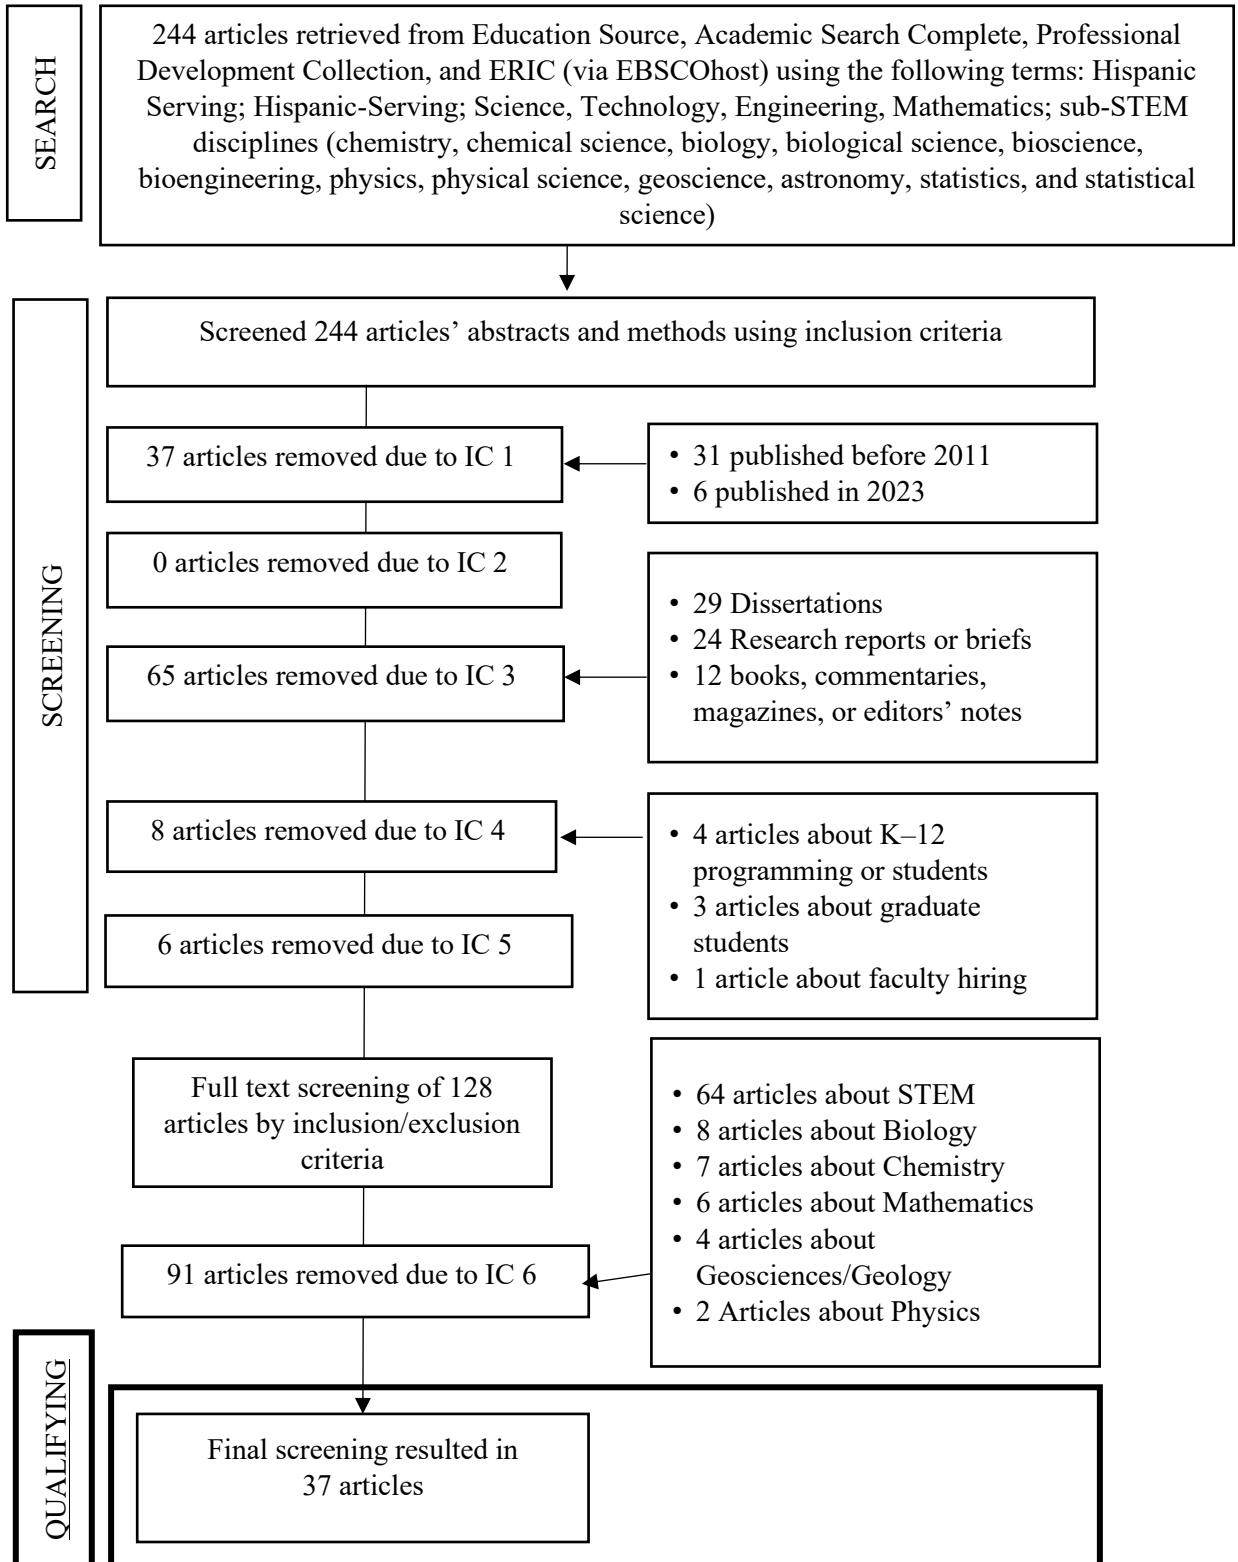 SEARCH
244 articles retrieved from Education Source, Academic Search Complete, Professional
Development Collection, and ERIC (via EBSCOhost) using the following terms: Hispanic
Serving; Hispanic-Serving; Science, Technology, Engineering, Mathematics; sub-STEM
disciplines (chemistry, chemical science, biology, biological science, bioscience,
bioengineering, physics, physical science, geoscience, astronomy, statistics, and statistical
science)
SCREENING
Screened 244 articles’ abstracts and methods using inclusion criteria
37 articles removed due to IC 1
• 31 published before 2011
• 6 published in 2023
0 articles removed due to IC 2
65 articles removed due to IC 3
• 29 Dissertations
• 24 Research reports or briefs
• 12 books, commentaries,
magazines, or editors’ notes
8 articles removed due to IC 4
• 4 articles about K–12
programming or students
• 3 articles about graduate
students
• 1 article about faculty hiring
6 articles removed due to IC 5
Full text screening of 128
articles by inclusion/exclusion
criteria
91 articles removed due to IC 6
• 64 articles about STEM
• 8 articles about Biology
• 7 articles about Chemistry
• 6 articles about Mathematics
• 4 articles about
Geosciences/Geology
• 2 Articles about Physics
QUALIFYING
Final screening resulted in
37 articles